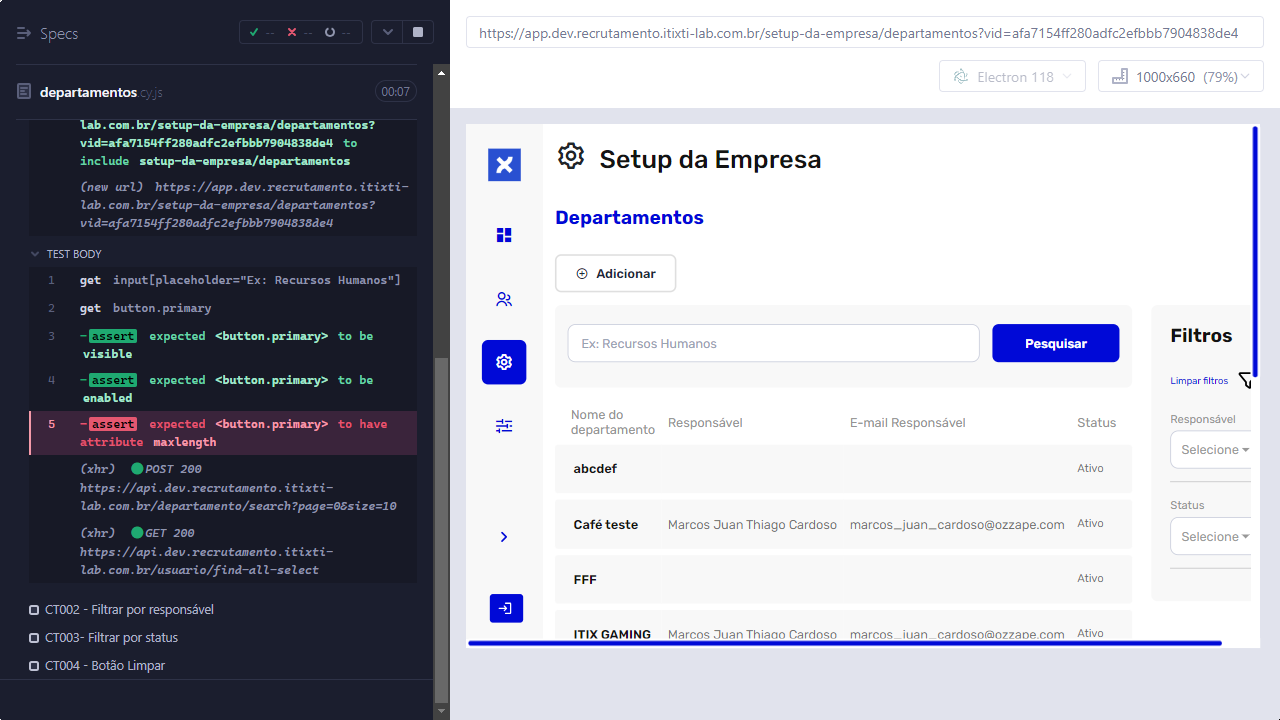 Specs
--
--
--
departamentos cy.js
00:07
lab.com.br/setup-da-empresa/departamentos?
vid=afa7154ff280adfc2efbbb7904838de4 to
include setup-da-empresa/departamentos
(new url) https://app.dev.recrutamento.itixti-
lab.com.br/setup-da-empresa/departamentos?
vid=afa7154ff280adfc2efbbb7904838de4
TEST BODY
1 get input[placeholder="Ex: Recursos Humanos"]
2 get button.primary
3 -assert expected <button.primary> to be
visible
4 -assert expected <button.primary> to be
enabled
5 -assert expected <button.primary> to have
attribute maxlength
(xhr) POST 200
https://api.dev.recrutamento.itixti-
lab.com.br/departamento/search?page=0&size=10
(xhr) GET 200
https://api.dev.recrutamento.itixti-
lab.com.br/usuario/find-all-select
CT002 - Filtrar por responsável
CT003- Filtrar por status
CT004 - Botão Limpar
https://app.dev.recrutamento.itixti-lab.com.br/setup-da-empresa/departamentos?vid=afa7154ff280adfc2efbbb7904838de4
Electron 118
1000x660 (79%)
Setup da Empresa
Departamentos
Adicionar
Ex: Recursos Humanos
Pesquisar
Filtros
Limpar filtros
Responsável
Selecione
Status
Selecione
Nome do
departamento
Responsável
E-mail Responsável
Status
abcdef
Ativo
Café teste
Marcos Juan Thiago Cardoso
marcos_juan_cardoso@ozzape.com
Ativo
FFF
Ativo
ITIX GAMING
Marcos Juan Thiago Cardoso
marcos_juan_cardoso@ozzape.com
Ativo